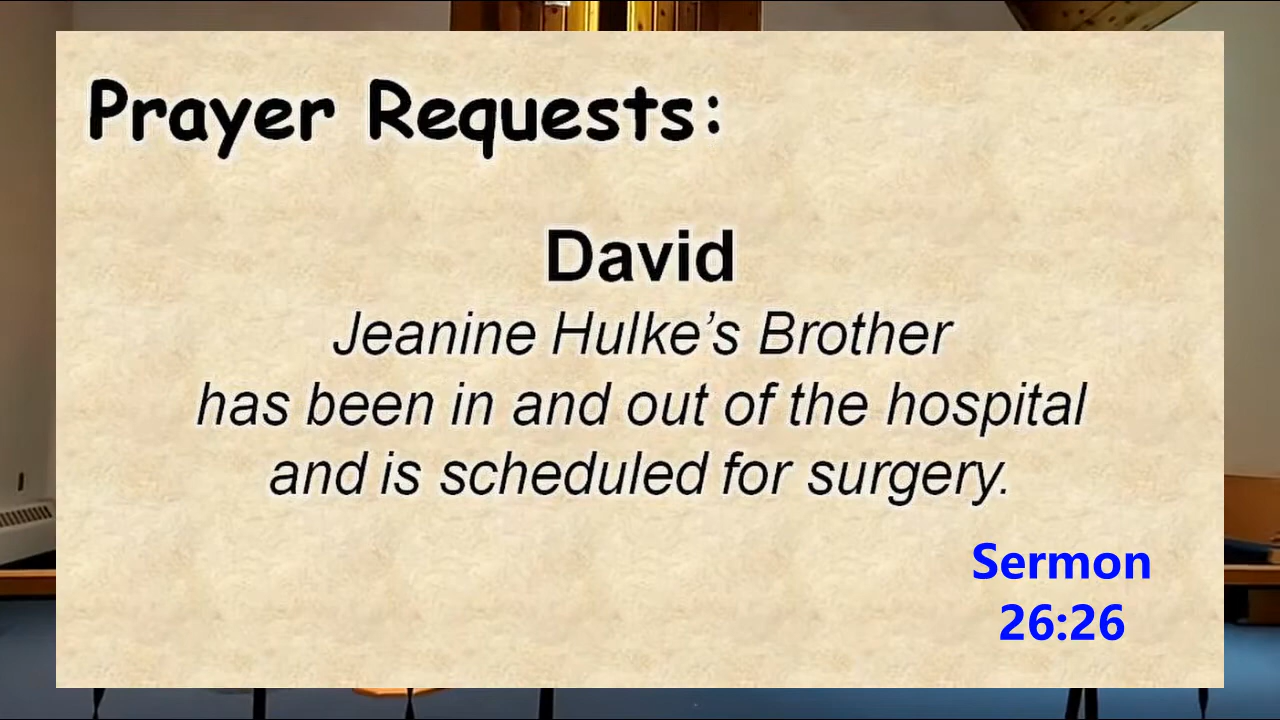 Prayer Requests:
David
Jeanine Hulke’s Brother
has been in and out of the hospital
and is scheduled for surgery.
Sermon
26:26